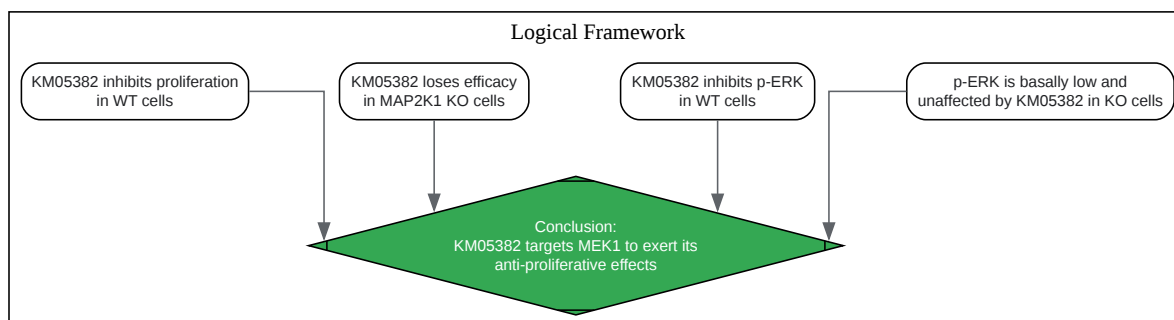 Logical Framework
KM05382 inhibits proliferation
in WT cells
KM05382 loses efficacy
in MAP2K1 KO cells
KM05382 inhibits p-ERK
in WT cells
p-ERK is basally low and
unaffected by KM05382 in KO cells
Conclusion:
KM05382 targets MEK1 to exert its
anti-proliferative effects